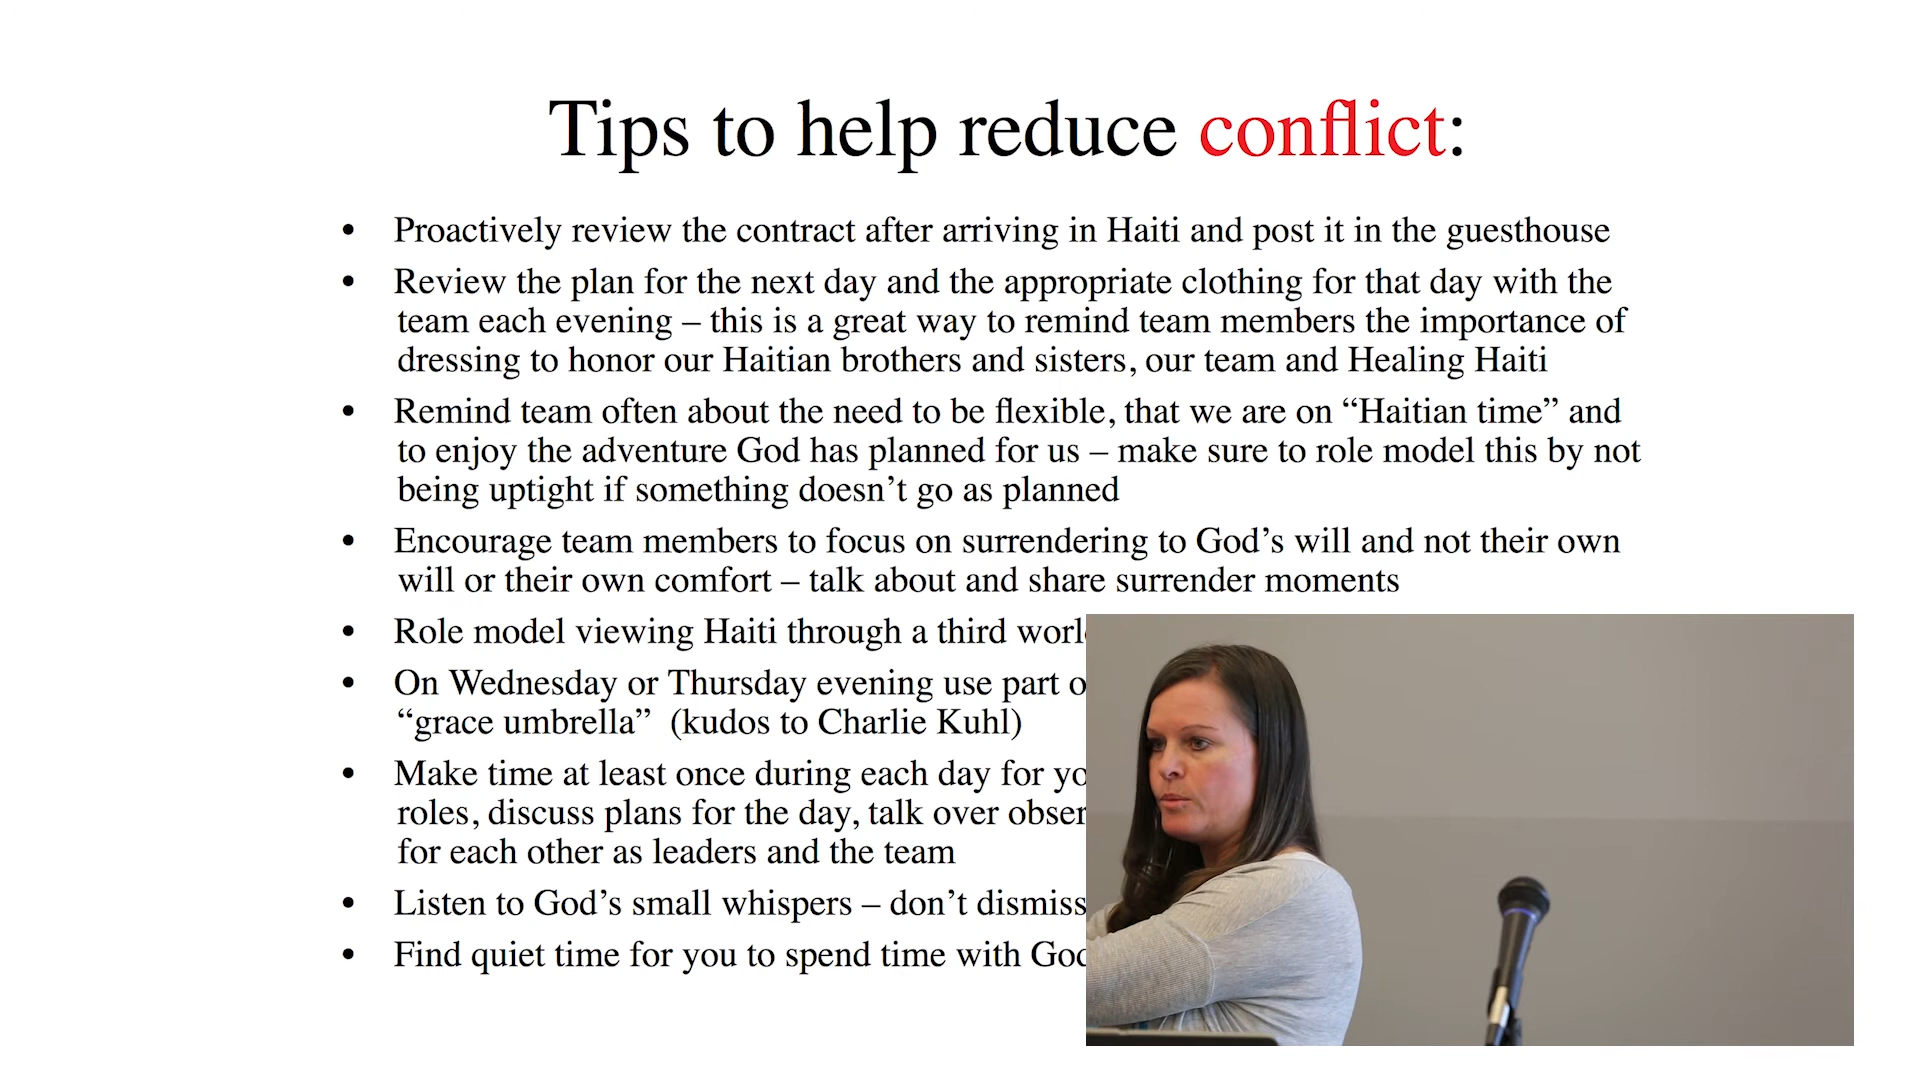 Tips to help reduce conflict:
• Proactively review the contract after arriving in Haiti and post it in the guesthouse
• Review the plan for the next day and the appropriate clothing for that day with the
team each evening – this is a great way to remind team members the importance of
dressing to honor our Haitian brothers and sisters, our team and Healing Haiti
• Remind team often about the need to be flexible, that we are on “Haitian time” and
to enjoy the adventure God has planned for us – make sure to role model this by not
being uptight if something doesn’t go as planned
• Encourage team members to focus on surrendering to God’s will and not their own
will or their own comfort – talk about and share surrender moments
• Role model viewing Haiti through a third
• On Wednesday or Thursday evening use part
“grace umbrella” (kudos to Charlie Kuhl)
• Make time at least once during each day for
roles, discuss plans for the day, talk over
for each other as leaders and the team
• Listen to God’s small whispers – don’t dismiss
• Find quiet time for you to spend time with God